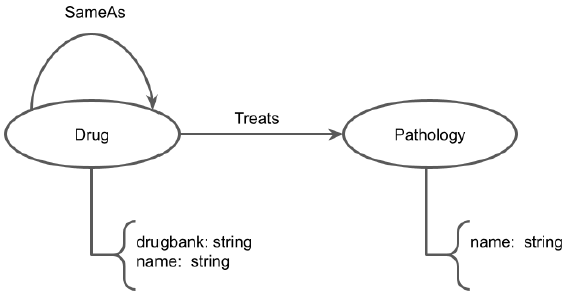 SameAs
Treats
Drug
Pathology
drugbank: string
name: string
name: string